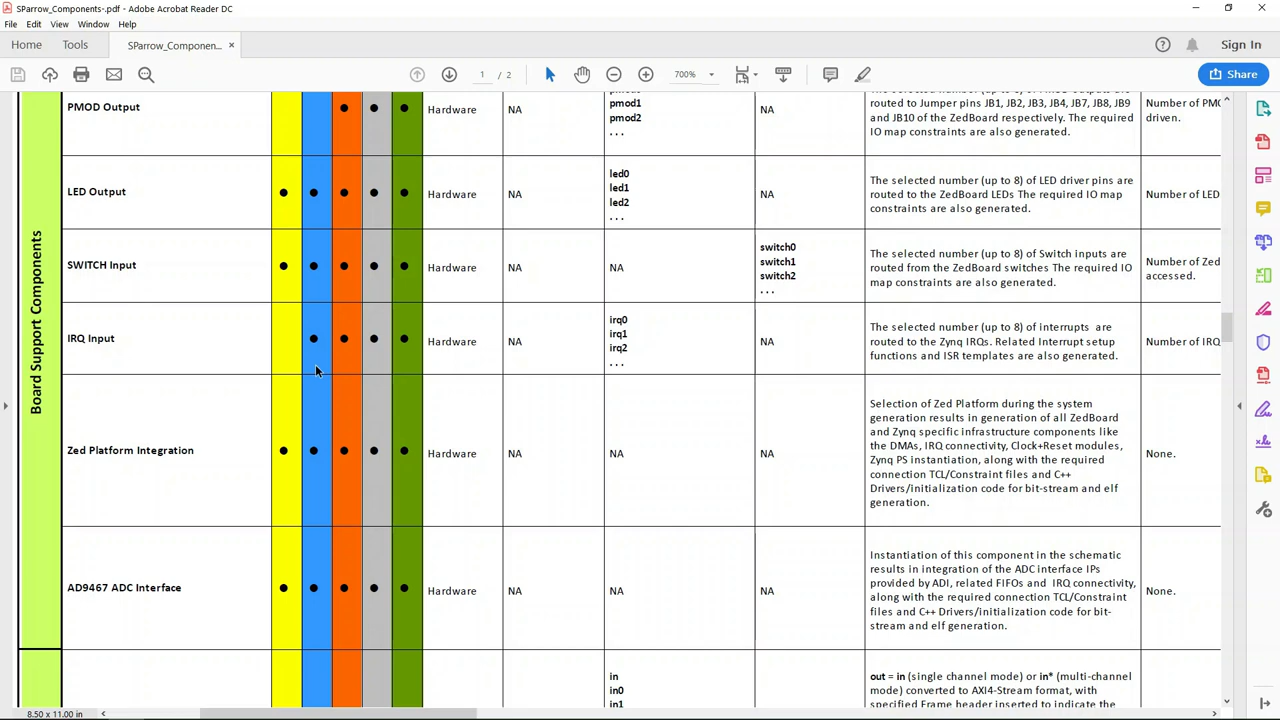 SParrow_Components-.pdf - Adobe Acrobat Reader DC
File Edit View Window Help
Home Tools SParrow_Componen... × Sign In
1 / 2 700% Share
Board Support Components
PMOD Output Hardware NA
pmod1
pmod2
. . .
NA
routed to Jumper pins JB1, JB2, JB3, JB4, JB7, JB8, JB9
and JB10 of the ZedBoard respectively. The required
IO map constraints are also generated.
Number of PMO
driven.
LED Output Hardware NA
led0
led1
led2
. . .
NA
The selected number (up to 8) of LED driver pins are
routed to the ZedBoard LEDs The required IO map
constraints are also generated.
Number of LED
SWITCH Input Hardware NA NA
switch0
switch1
switch2
. . .
The selected number (up to 8) of Switch inputs are
routed from the ZedBoard switches The required IO
map constraints are also generated.
Number of Zed
accessed.
IRQ Input Hardware NA
irq0
irq1
irq2
. . .
NA
The selected number (up to 8) of interrupts are
routed to the Zynq IRQs. Related Interrupt setup
functions and ISR templates are also generated.
Number of IRQ
Zed Platform Integration Hardware NA NA NA
Selection of Zed Platform during the system
generation results in generation of all ZedBoard
and Zynq specific infrastructure components like
the DMAs, IRQ connectivity, Clock+Reset modules,
Zynq PS instantiation, along with the required
connection TCL/Constraint files and C++
Drivers/initialization code for bit-stream and elf
generation.
None.
AD9467 ADC Interface Hardware NA NA NA
Instantiation of this component in the schematic
results in integration of the ADC interface IPs
provided by ADI, related FIFOs and IRQ connectivity,
along with the required connection TCL/Constraint
files and C++ Drivers/initialization code for bit-
stream and elf generation.
None.
in
in0
in1
out = in (single channel mode) or in* (multi-channel
mode) converted to AXI4-Stream format, with
specified Frame header inserted to indicate the
8.50 x 11.00 in